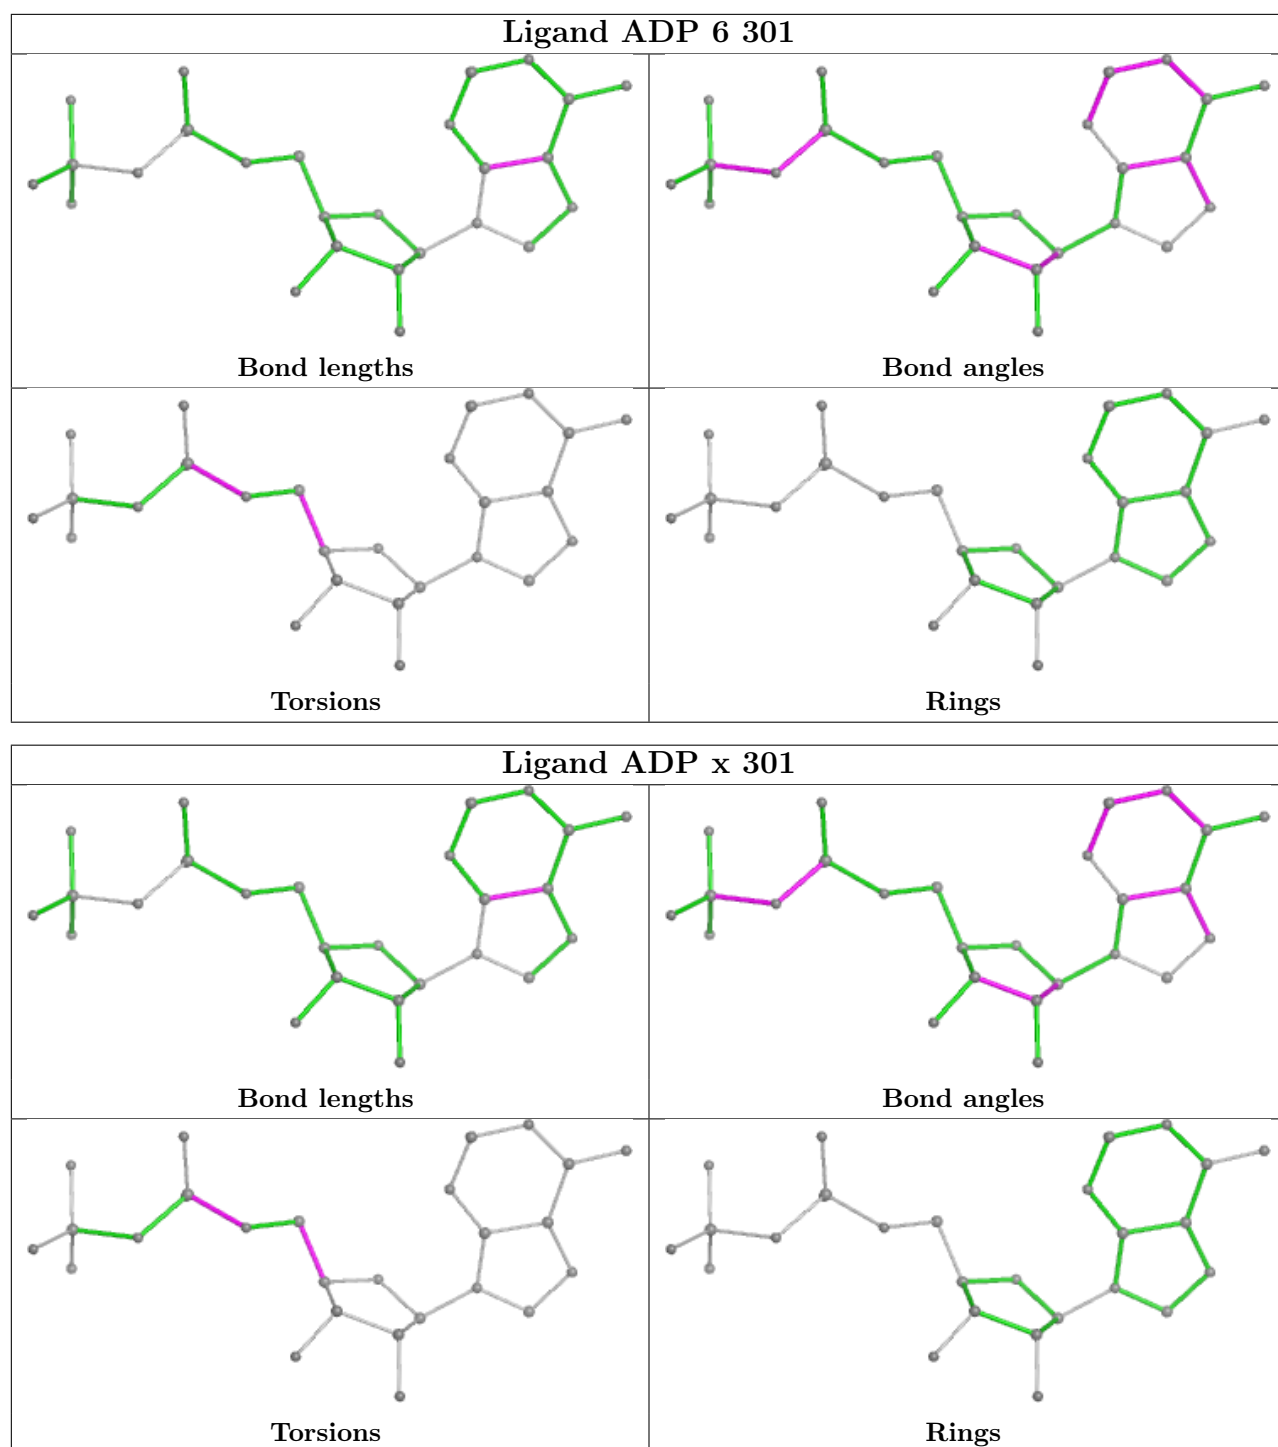 Ligand ADP 6 301
Bond lengths
Bond angles
Torsions
Rings
Ligand ADP x 301
Bond lengths
Bond angles
Torsions
Rings